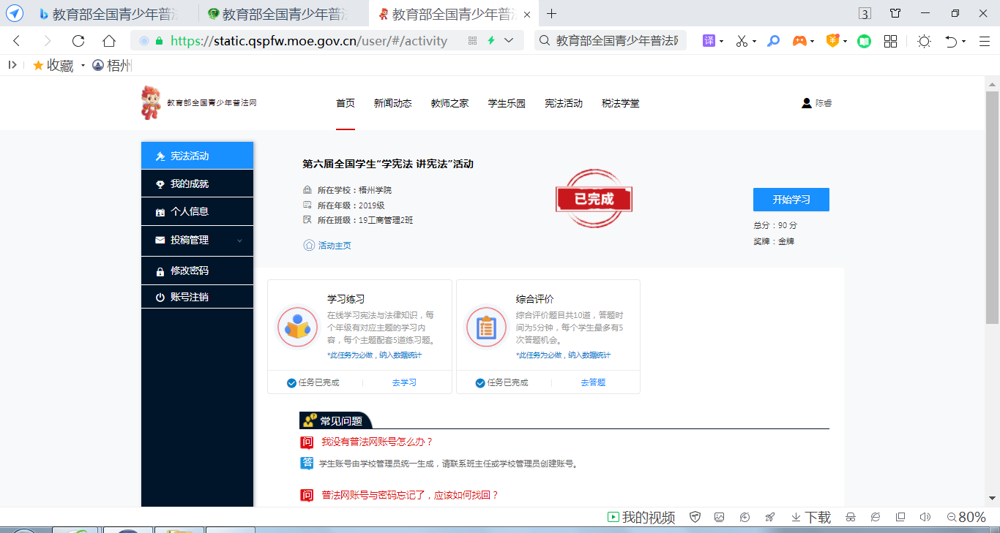 教育部全国青少年普法
教育部全国青少年普法
教育部全国青少年普法
3
https://static.qspfw.moe.gov.cn/user/#/activity
教育部全国青少年普法网
译
收藏
梧州
教育部全国青少年普法网
首页
新闻动态
教师之家
学生乐园
宪法活动
税法学堂
陈睿
宪法活动
我的成就
个人信息
投稿管理
修改密码
账号注销
第六届全国学生“学宪法 讲宪法”活动
所在学校：梧州学院
所在年级：2019级
所在班级：19工商管理2班
活动主页
已完成
开始学习
总分：90 分
奖牌：金牌
学习练习
在线学习宪法与法律知识，每
个年级有对应主题的学习内
容，每个主题配套5道练习题。
*此任务为必做，纳入数据统计
任务已完成
去学习
综合评价
综合评价题目共10道，答题时
间为5分钟，每个学生最多有5
次答题机会。
*此任务为必做，纳入数据统计
任务已完成
去答题
常见问题
问 我没有普法网账号怎么办？
答 学生账号由学校管理员统一生成，请联系班主任或学校管理员创建账号。
问 普法网账号与密码忘记了，应该如何找回？
我的视频
下载
80%